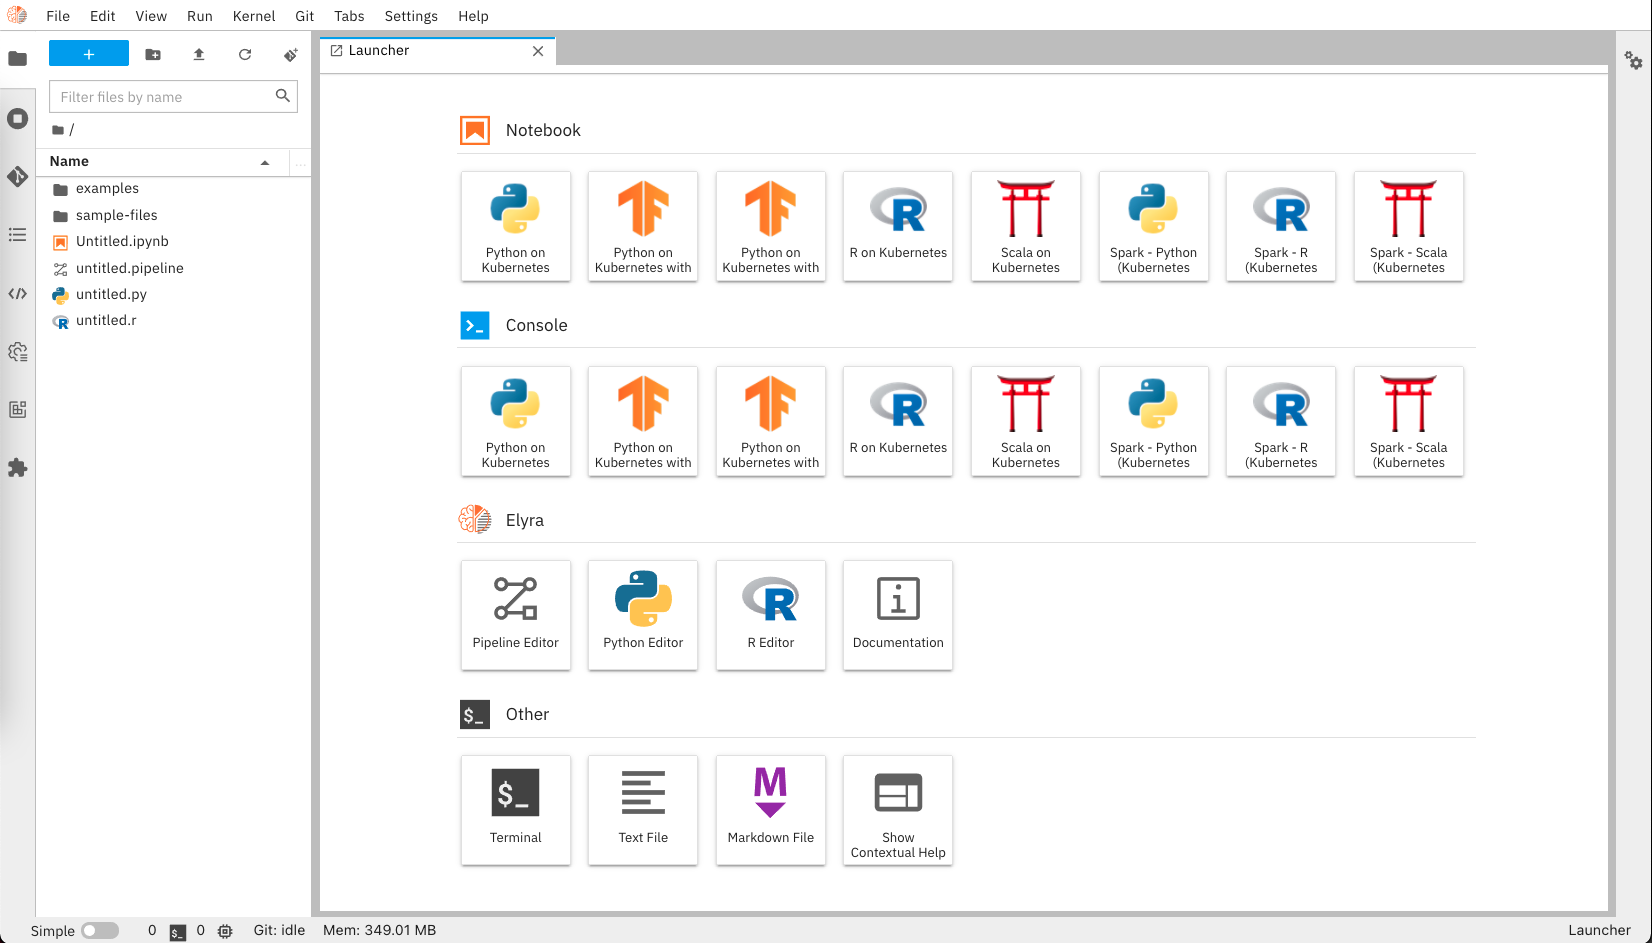 File Edit View Run Kernel Git Tabs Settings Help
+
Filter files by name
/
Name
...
examples
sample-files
Untitled.ipynb
untitled.pipeline
untitled.py
untitled.r
Launcher
Notebook
Python on
Kubernetes
Python on
Kubernetes with
Python on
Kubernetes with
R on Kubernetes
Scala on
Kubernetes
Spark - Python
(Kubernetes
Spark - R
(Kubernetes
Spark - Scala
(Kubernetes
Console
Python on
Kubernetes
Python on
Kubernetes with
Python on
Kubernetes with
R on Kubernetes
Scala on
Kubernetes
Spark - Python
(Kubernetes
Spark - R
(Kubernetes
Spark - Scala
(Kubernetes
Elyra
Pipeline Editor
Python Editor
R Editor
Documentation
$_ Other
$_
Terminal
Text File
M
Markdown File
Show
Contextual Help
Simple 0 $_ 0 Git: idle Mem: 349.01 MB Launcher